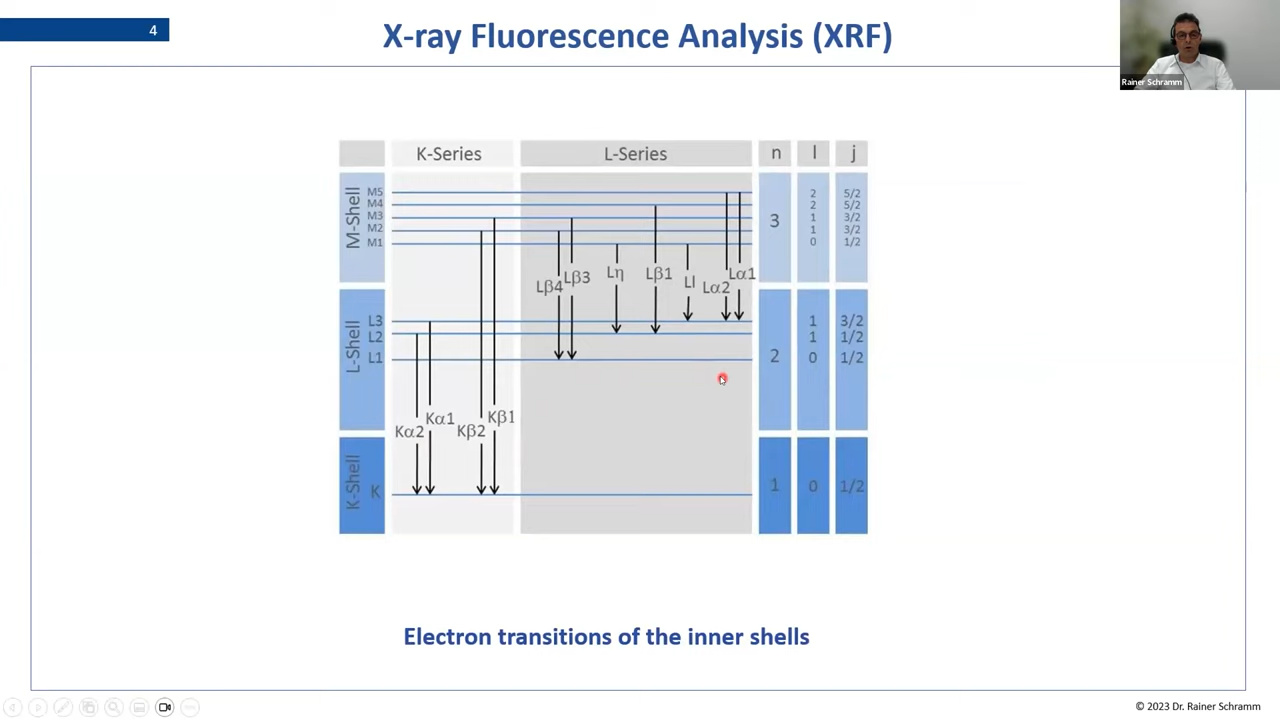 4
X-ray Fluorescence Analysis (XRF)
Rainer Schramm
K-Series
L-Series
n
l
j
M-Shell
M5
M4
M3
M2
M1
3
2
2
1
1
0
5/2
5/2
3/2
3/2
1/2
Lβ4
Lβ3
Lη
Lβ1
Ll
Lα2
Lα1
L-Shell
L3
L2
L1
2
1
1
0
3/2
1/2
1/2
Kα2
Kα1
Kβ2
Kβ1
K-Shell
K
1
0
1/2
Electron transitions of the inner shells
© 2023 Dr. Rainer Schramm